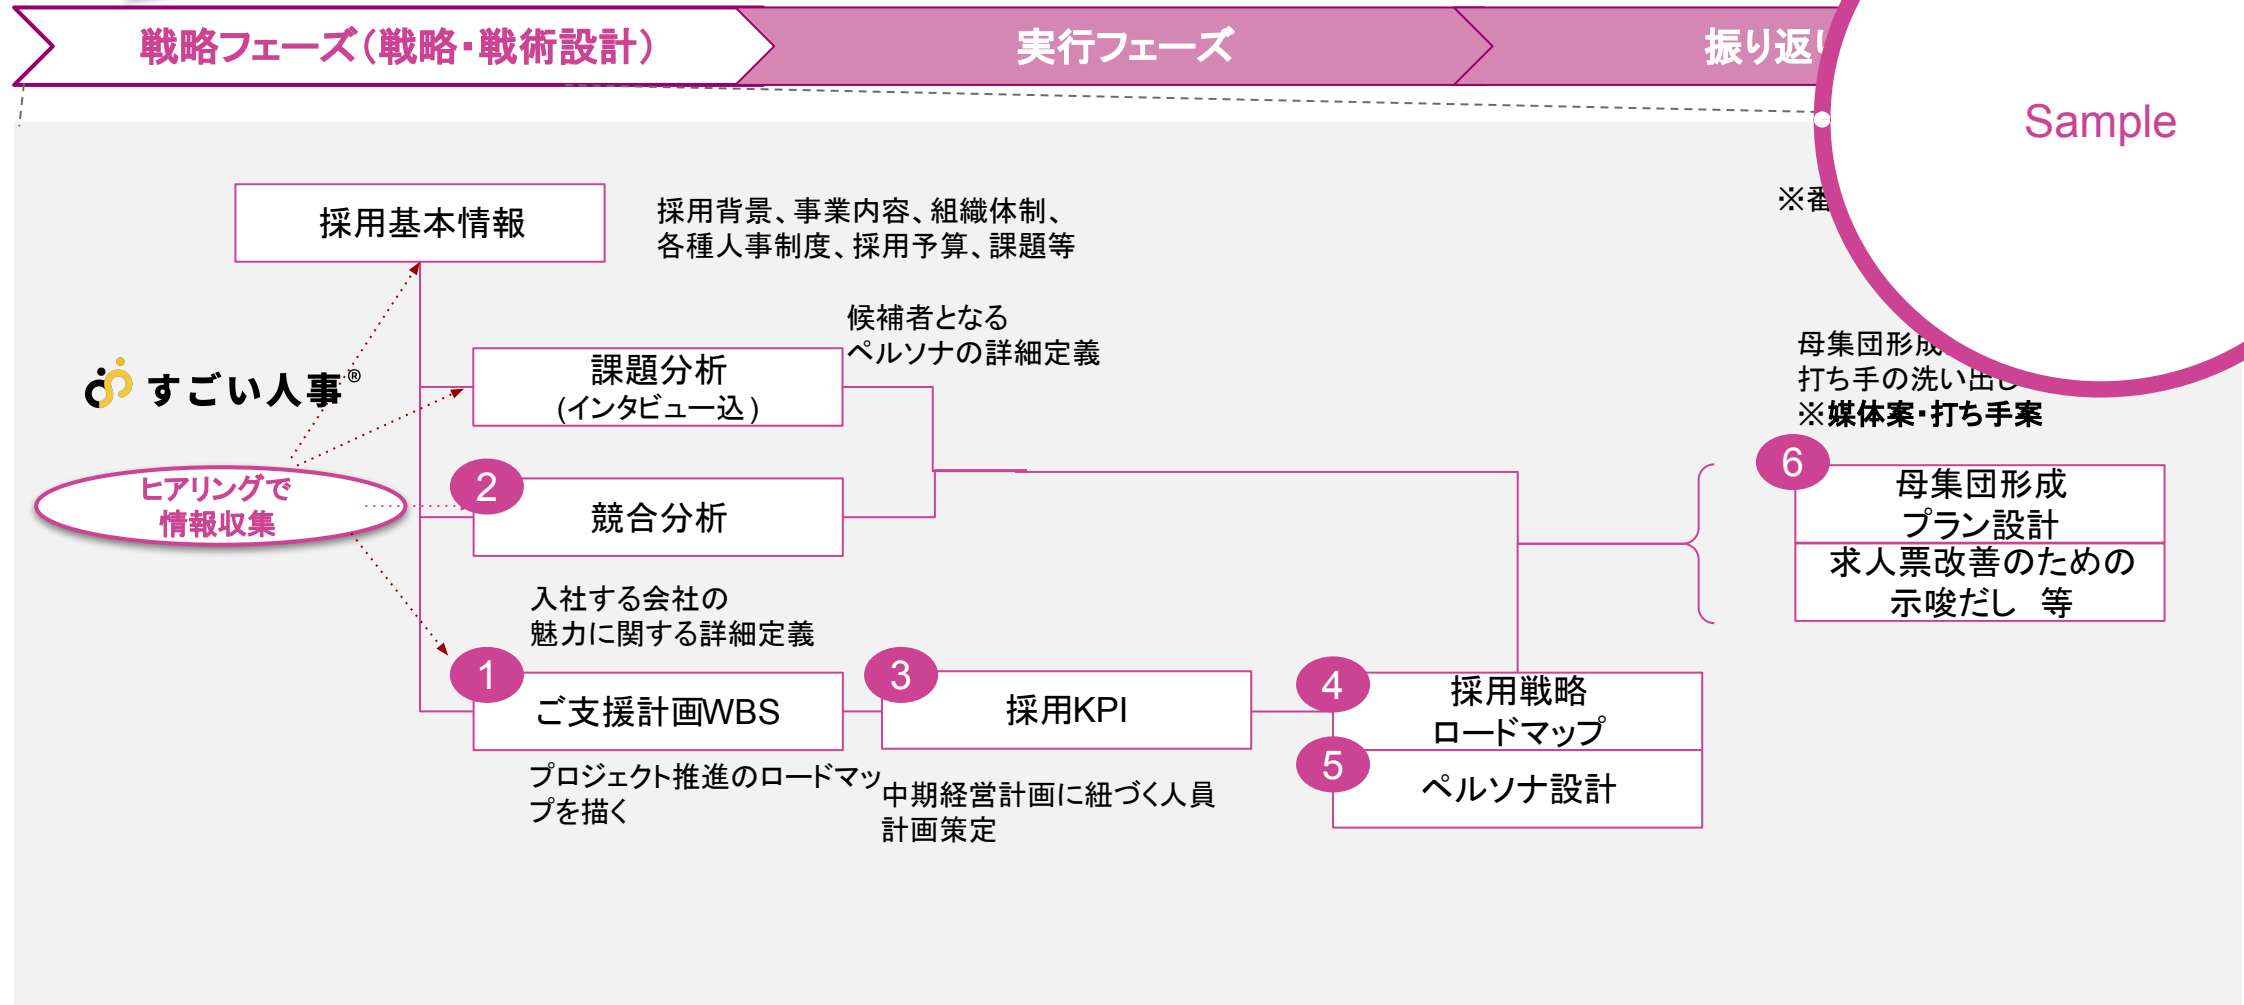 戦略フェーズ(戦略・戦術設計)
実行フェーズ
振り返り
Sample
※番
採用基本情報
採用背景、事業内容、組織体制、
各種人事制度、採用予算、課題等
候補者となる
ペルソナの詳細定義
すごい人事®
課題分析
(インタビュー込)
母集団形成
打ち手の洗い出し
※媒体案・打ち手案
ヒアリングで
情報収集
2
競合分析
6
母集団形成
プラン設計
求人票改善のための
示唆だし 等
入社する会社の
魅力に関する詳細定義
1
ご支援計画WBS
3
採用KPI
4
採用戦略
ロードマップ
5
ペルソナ設計
プロジェクト推進のロードマッ
プを描く
中期経営計画に紐づく人員
計画策定